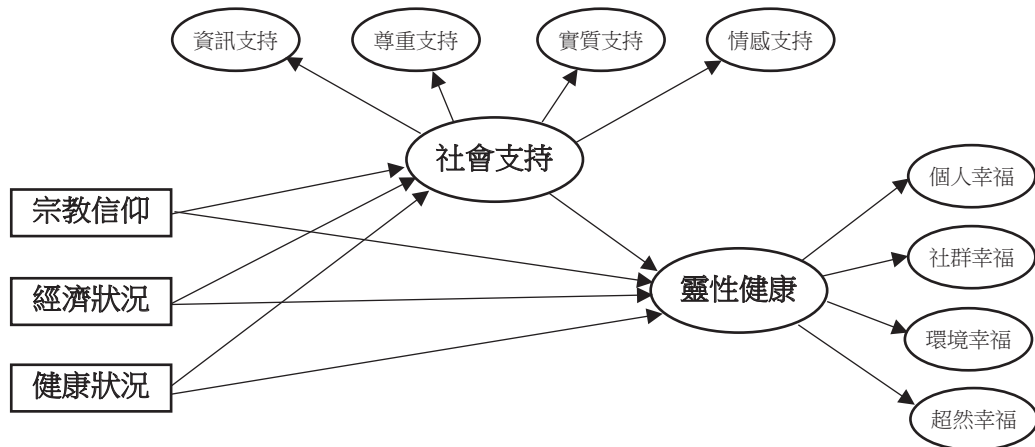 資訊支持
尊重支持
實質支持
情感支持
社會支持
宗教信仰
經濟狀況
健康狀況
靈性健康
個人幸福
社群幸福
環境幸福
超然幸福